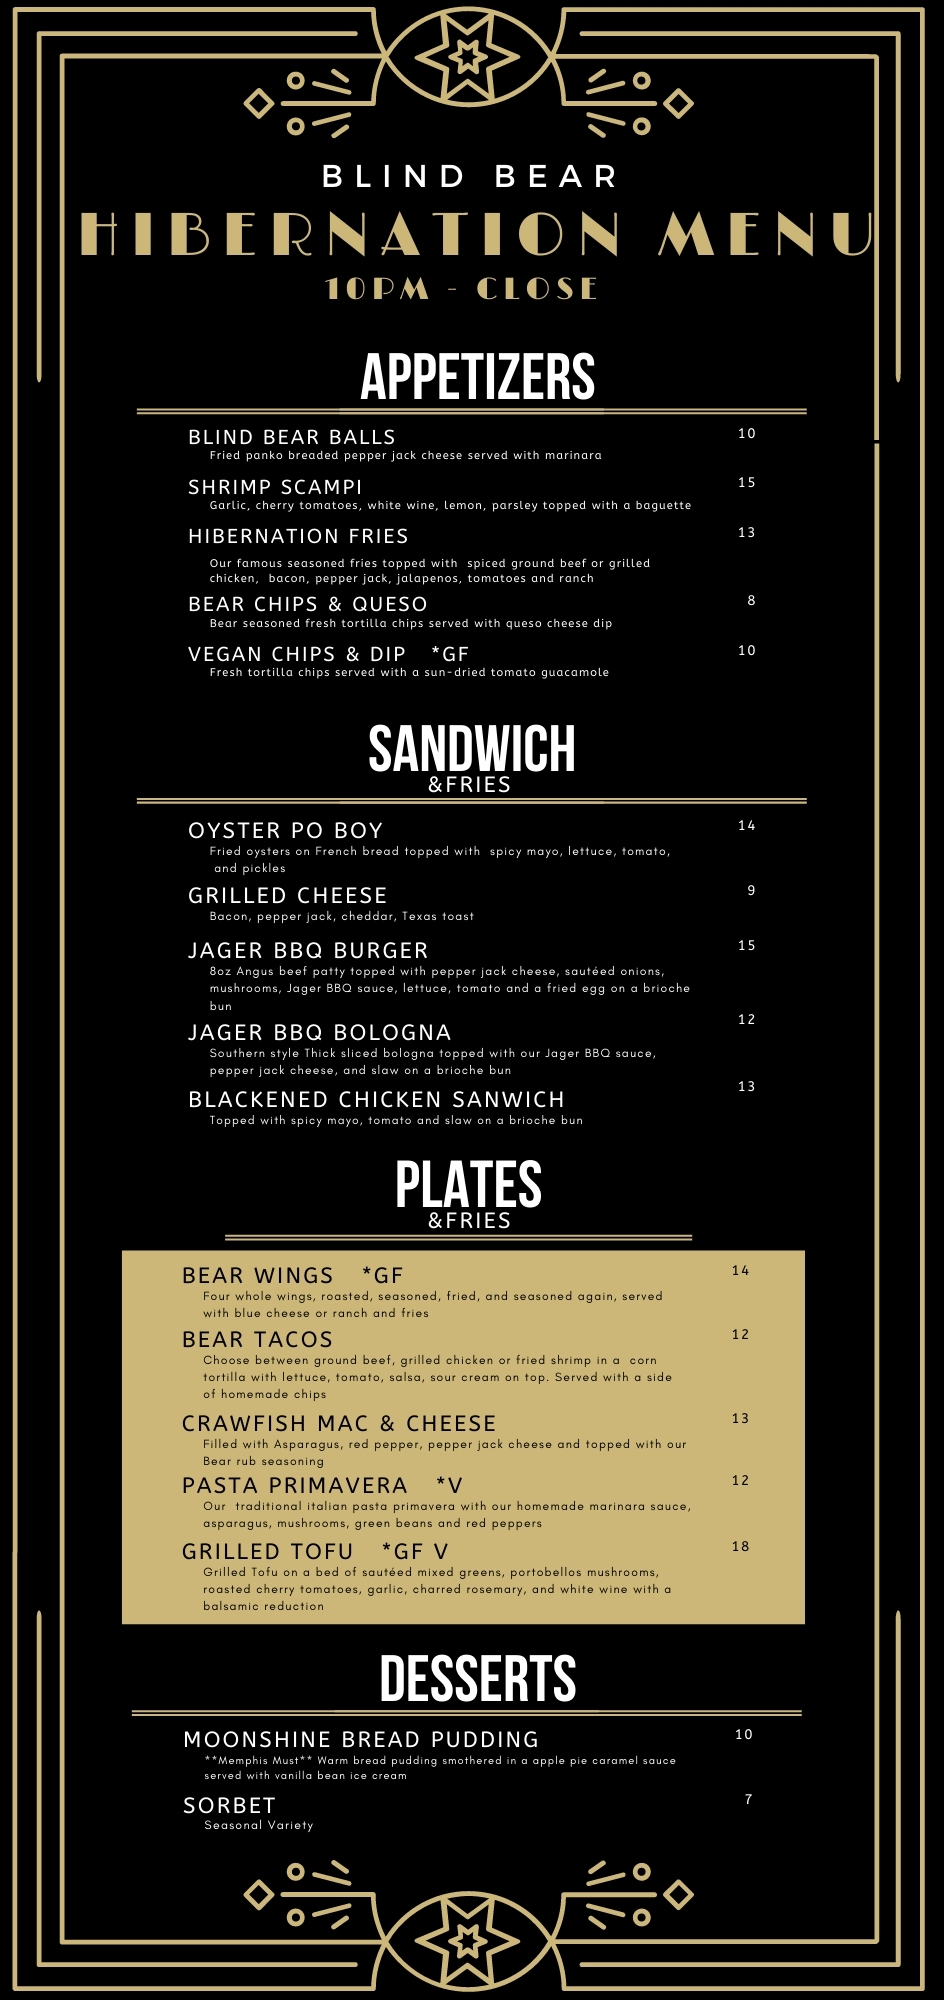 BLIND BEAR
HIBERNATION MENU
10PM - CLOSE
APPETIZERS
BLIND BEAR BALLS 10
Fried panko breaded pepper jack cheese served with marinara
SHRIMP SCAMPI 15
Garlic, cherry tomatoes, white wine, lemon, parsley topped with a baguette
HIBERNATION FRIES 13
Our famous seasoned fries topped with spiced ground beef or grilled
chicken, bacon, pepper jack, jalapenos, tomatoes and ranch
BEAR CHIPS & QUESO 8
Bear seasoned fresh tortilla chips served with queso cheese dip
VEGAN CHIPS & DIP *GF 10
Fresh tortilla chips served with a sun-dried tomato guacamole
SANDWICH
&FRIES
OYSTER PO BOY 14
Fried oysters on French bread topped with spicy mayo, lettuce, tomato,
and pickles
GRILLED CHEESE 9
Bacon, pepper jack, cheddar, Texas toast
JAGER BBQ BURGER 15
8oz Angus beef patty topped with pepper jack cheese, sautéed onions,
mushrooms, Jager BBQ sauce, lettuce, tomato and a fried egg on a brioche
bun
JAGER BBQ BOLOGNA 12
Southern style Thick sliced bologna topped with our Jager BBQ sauce,
pepper jack cheese, and slaw on a brioche bun
BLACKENED CHICKEN SANWICH 13
Topped with spicy mayo, tomato and slaw on a brioche bun
PLATES
&FRIES
BEAR WINGS *GF 14
Four whole wings, roasted, seasoned, fried, and seasoned again, served
with blue cheese or ranch and fries
BEAR TACOS 12
Choose between ground beef, grilled chicken or fried shrimp in a corn
tortilla with lettuce, tomato, salsa, sour cream on top. Served with a side
of homemade chips
CRAWFISH MAC & CHEESE 13
Filled with Asparagus, red pepper, pepper jack cheese and topped with our
Bear rub seasoning
PASTA PRIMAVERA *V 12
Our traditional italian pasta primavera with our homemade marinara sauce,
asparagus, mushrooms, green beans and red peppers
GRILLED TOFU *GF V 18
Grilled Tofu on a bed of sautéed mixed greens, portobellos mushrooms,
roasted cherry tomatoes, garlic, charred rosemary, and white wine with a
balsamic reduction
DESSERTS
MOONSHINE BREAD PUDDING 10
**Memphis Must** Warm bread pudding smothered in a apple pie caramel sauce
served with vanilla bean ice cream
SORBET 7
Seasonal Variety